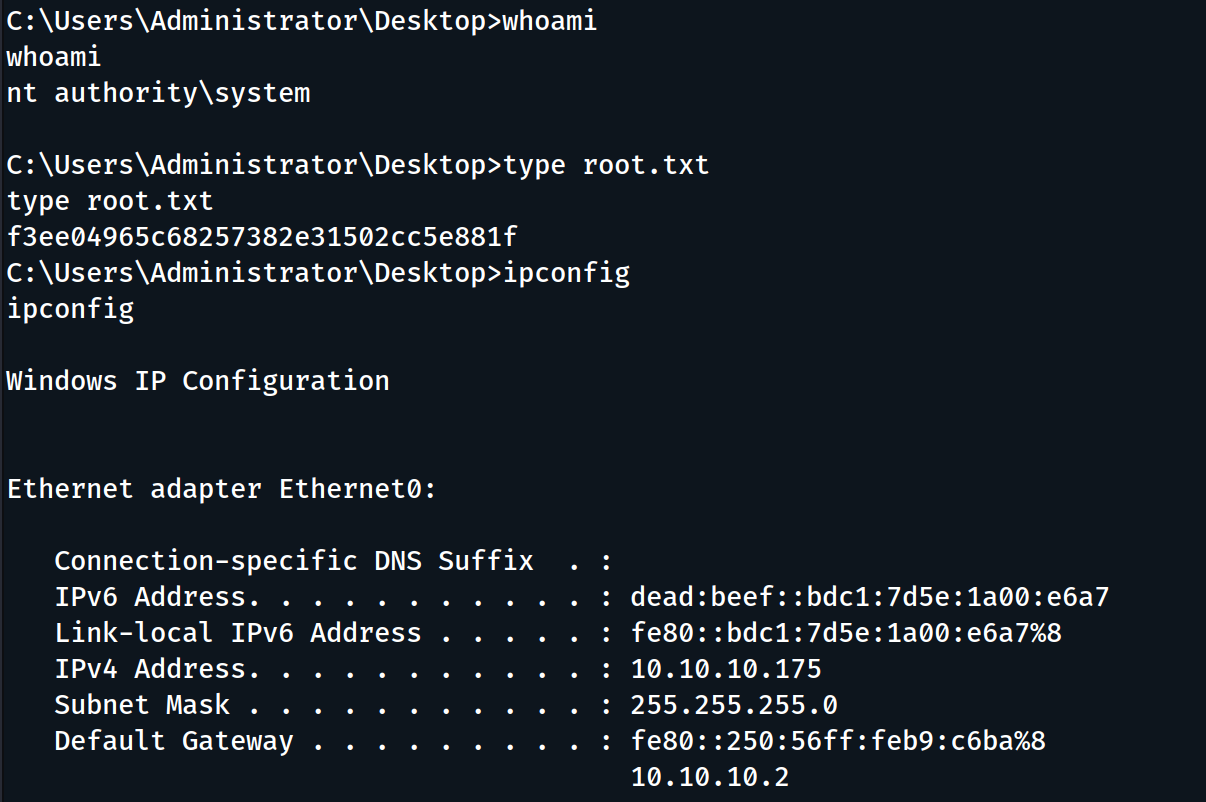 C:\Users\Administrator\Desktop>whoami
whoami
nt authority\system
C:\Users\Administrator\Desktop>type root.txt
type root.txt
f3ee04965c68257382e31502cc5e881f
C:\Users\Administrator\Desktop>ipconfig
ipconfig
Windows IP Configuration
Ethernet adapter Ethernet0:
Connection-specific DNS Suffix  . :
IPv6 Address. . . . . . . . . . . : dead:beef::bdc1:7d5e:1a00:e6a7
Link-local IPv6 Address . . . . . : fe80::bdc1:7d5e:1a00:e6a7%8
IPv4 Address. . . . . . . . . . . : 10.10.10.175
Subnet Mask . . . . . . . . . . . : 255.255.255.0
Default Gateway . . . . . . . . . : fe80::250:56ff:feb9:c6ba%8
10.10.10.2